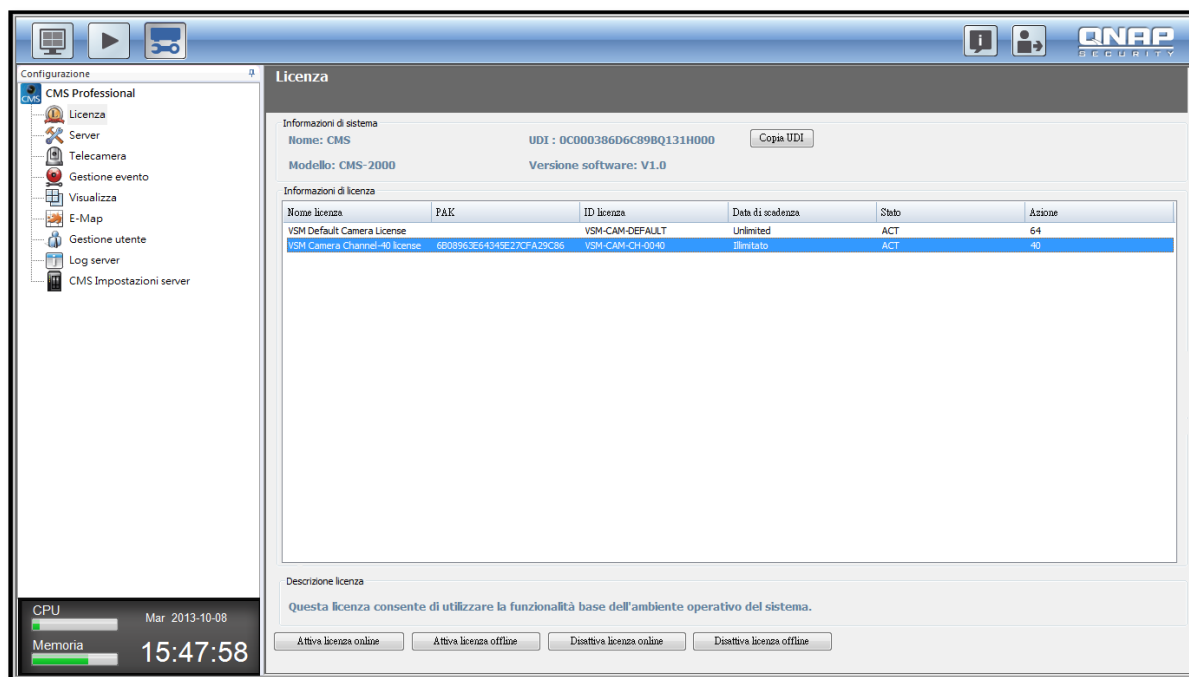 QNAP
SECURITY
Configurazione
CMS Professional
CMS
Licenza
Server
Telecamera
Gestione evento
Visualizza
E-Map
Gestione utente
Log server
CMS Impostazioni server
CPU
Mar 2013-10-08
Memoria
15:47:58
Licenza
Informazioni di sistema
Nome: CMS UDI : 0C000386D6C89BQ131H000 Copia UDI
Modello: CMS-2000 Versione software: V1.0
Informazioni di licenza
Nome licenza PAK ID licenza Data di scadenza Stato Azione
VSM Default Camera License VSM-CAM-DEFAULT Unlimited ACT 64
VSM Camera Channel-40 license 6B08963E64345E27CFA29C86 VSM-CAM-CH-0040 Illimitato ACT 40
Descrizione licenza
Questa licenza consente di utilizzare la funzionalità base dell'ambiente operativo del sistema.
Attiva licenza online Attiva licenza offline Disattiva licenza online Disattiva licenza offline